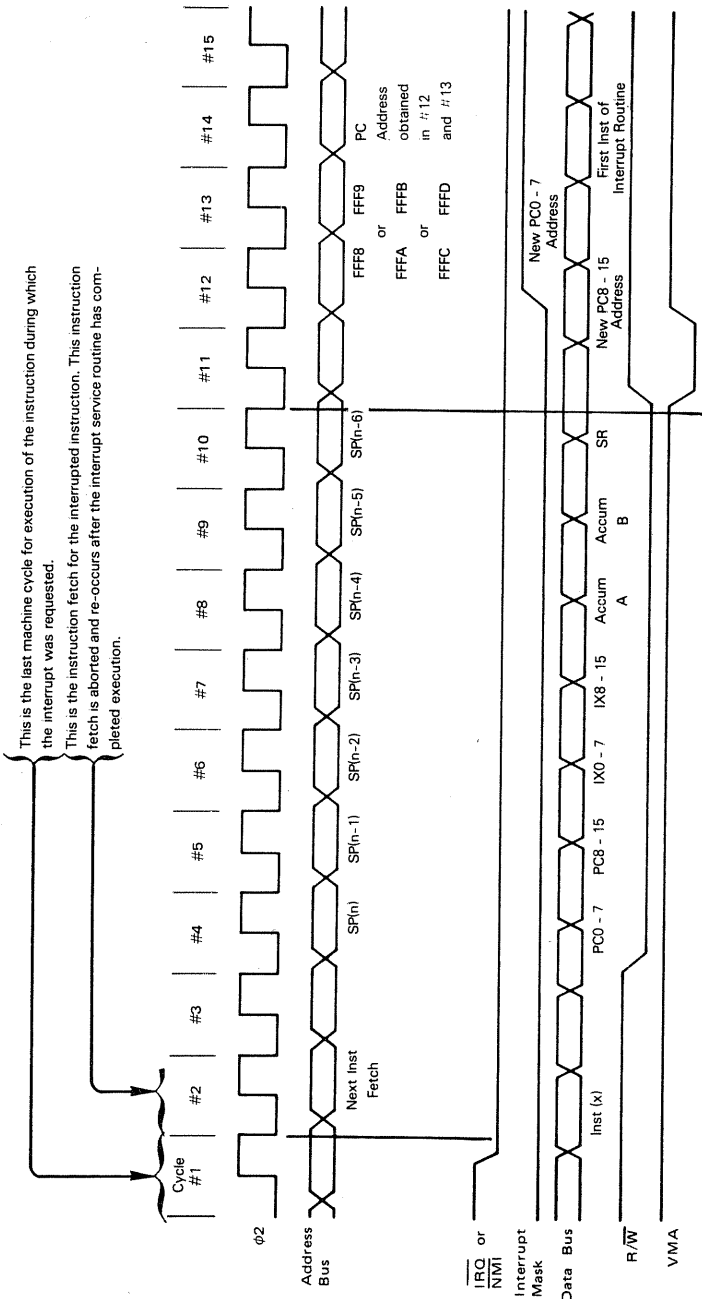 This is the last machine cycle for execution of the instruction during which
the interrupt was requested.
This is the instruction fetch for the interrupted instruction. This instruction
fetch is aborted and re-occurs after the interrupt service routine has com-
pleted execution.
Cycle
#1
#2
#3
#4
#5
#6
#7
#8
#9
#10
#11
#12
#13
#14
#15
φ2
Address
Bus
Next Inst
Fetch
SP(n)
SP(n-1)
SP(n-2)
SP(n-3)
SP(n-4)
SP(n-5)
SP(n-6)
FFF8 FFF9
or
FFFA FFFB
or
FFFC FFFD
PC
Address
obtained
in #12
and #13
IRQ or
NMI
Interrupt
Mask
New PC0 - 7
Address
Data Bus
Inst (x)
PC0 - 7
PC8 - 15
IX0 - 7
IX8 - 15
Accum
A
Accum
B
SR
New PC8 - 15
Address
First Inst of
Interrupt Routine
R/W
VMA